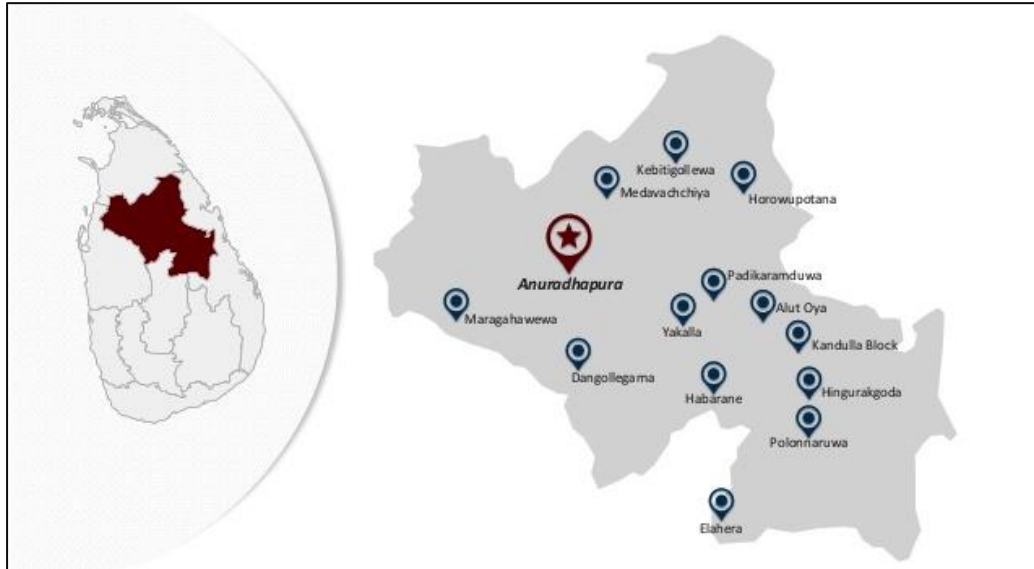 Kebitigollewa
Medavachchiya
Horowupotana
Anuradhapura
Padikaramduwa
Maragahawewa
Yakalla
Alut Oya
Kandulla Block
Dangollegama
Habarane
Hingurakgoda
Polonnaruwa
Elahera